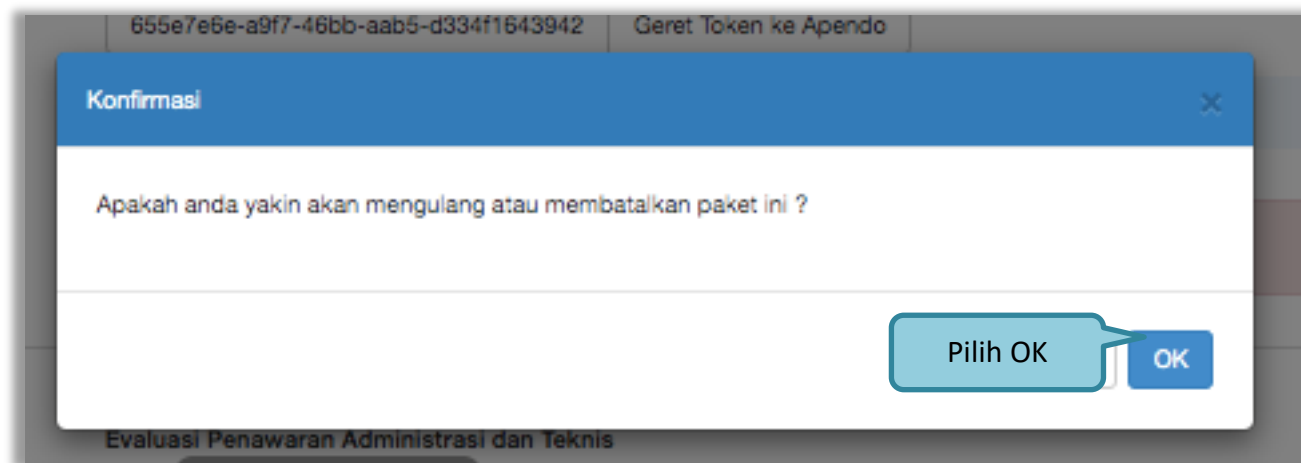 655e7e6e-a9f7-46bb-aab5-d334f1643942 Geret Token ke Apendo
Konfirmasi ×
Apakah anda yakin akan mengulang atau membatalkan paket ini ?
Pilih OK
OK
Evaluasi Penawaran Administrasi dan Teknis